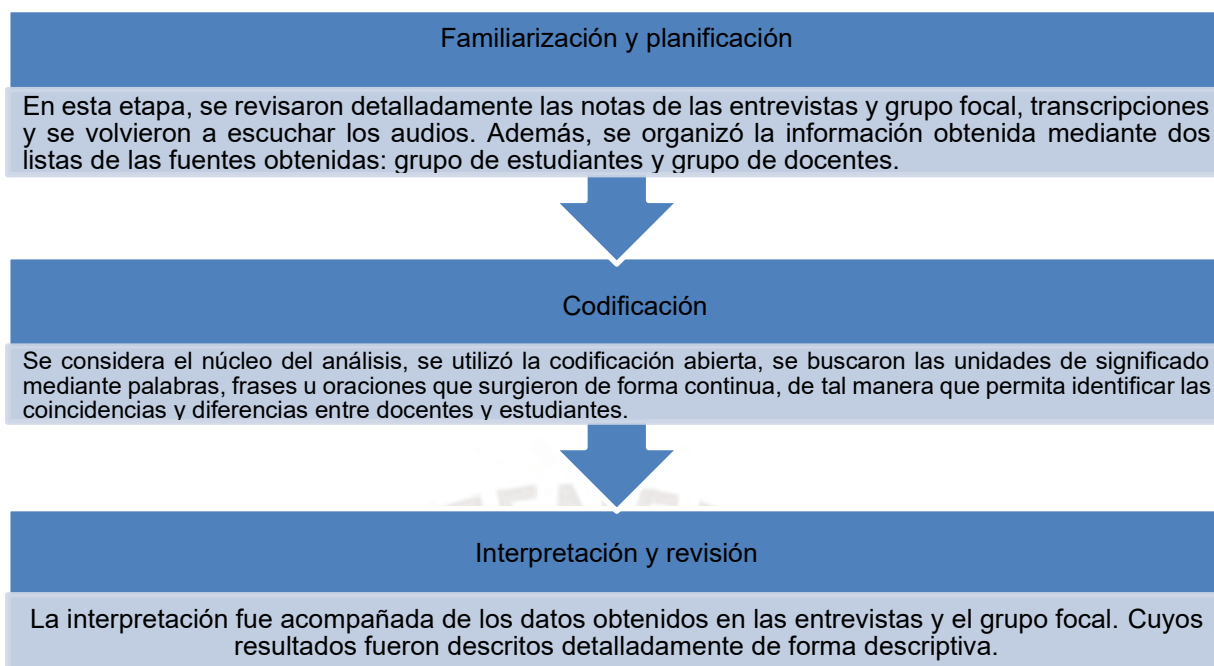 Familiarización y planificación
En esta etapa, se revisaron detalladamente las notas de las entrevistas y grupo focal, transcripciones
y se volvieron a escuchar los audios. Además, se organizó la información obtenida mediante dos
listas de las fuentes obtenidas: grupo de estudiantes y grupo de docentes.
Codificación
Se considera el núcleo del análisis, se utilizó la codificación abierta, se buscaron las unidades de significado
mediante palabras, frases u oraciones que surgieron de forma continua, de tal manera que permita identificar las
coincidencias y diferencias entre docentes y estudiantes.
Interpretación y revisión
La interpretación fue acompañada de los datos obtenidos en las entrevistas y el grupo focal. Cuyos
resultados fueron descritos detalladamente de forma descriptiva.